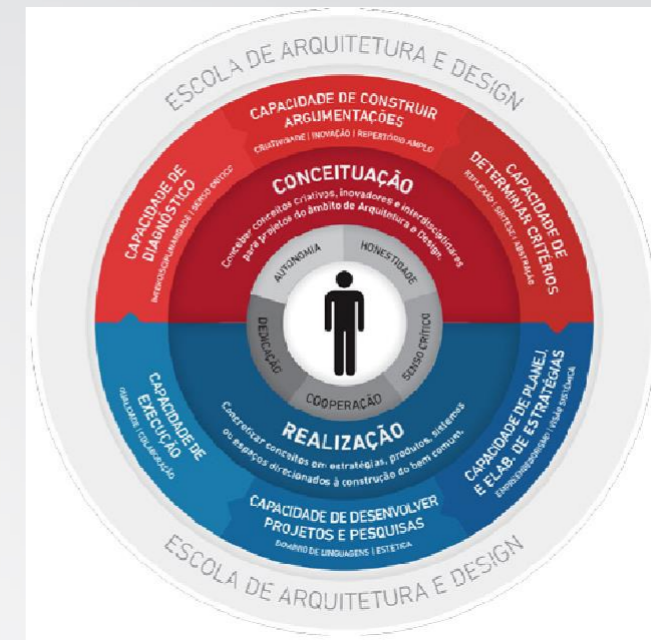 ESCOLA DE ARQUITETURA E DESIGN
CAPACIDADE DE CONSTRUIR
ARGUMENTAÇÕES
CRIATIVIDADE | INOVAÇÃO | REPERTÓRIO AMPLO
CAPACIDADE DE
DIAGNÓSTICO
INTERDISCIPLINARIDADE | SENSO CRÍTICO
CAPACIDADE DE
DETERMINAR CRITÉRIOS
REFLEXÃO | SÍNTESE | ABSTRAÇÃO
CONCEITUAÇÃO
Conceber conceitos criativos, inovadores e interdisciplinares
para projetos do âmbito de Arquitetura e Design.
AUTONOMIA
HONESTIDADE
DEDICAÇÃO
SENSO CRÍTICO
COOPERAÇÃO
REALIZAÇÃO
Concretizar conceitos em estratégias, produtos, sistemas
ou espaços direcionados à construção do bem comum.
CAPACIDADE DE
EXECUÇÃO
QUALIDADE | COLABORAÇÃO
CAPACIDADE DE PLANEJ.
E ELAB. DE ESTRATÉGIAS
EMPREENDEDORISMO | VISÃO SISTÊMICA
CAPACIDADE DE DESENVOLVER
PROJETOS E PESQUISAS
DOMÍNIO DE LINGUAGENS | ESTÉTICA
ESCOLA DE ARQUITETURA E DESIGN